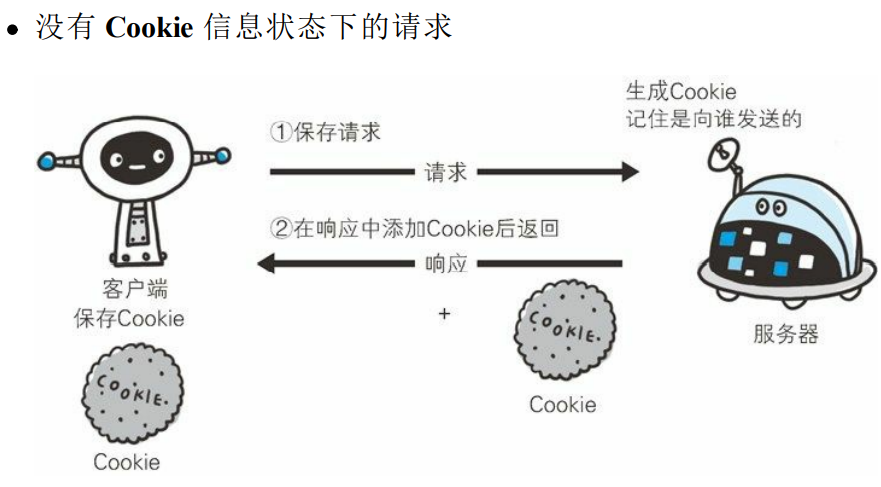 • 没有 Cookie 信息状态下的请求
生成Cookie
记住是向谁发送的
①保存请求
请求
②在响应中添加Cookie后返回
响应
客户端
保存Cookie
+
COOKIE.
服务器
Cookie
COOKIE.
Cookie